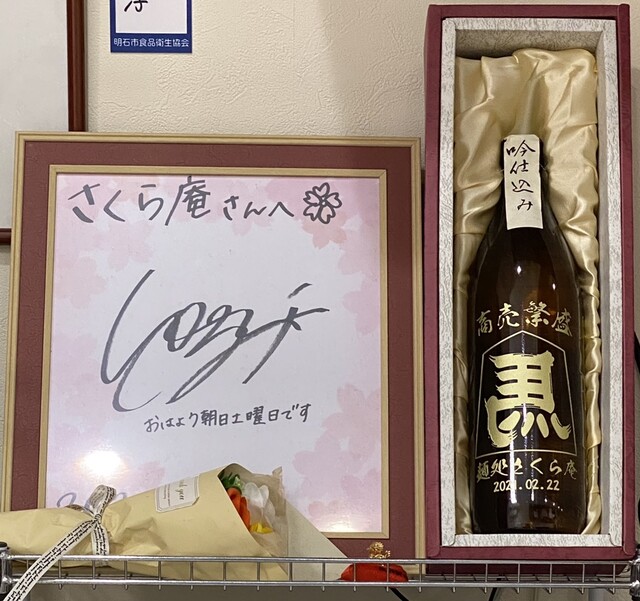 明石市食品衛生協会
さくら庵さんへ
おはよう朝日土曜日です
吟仕込み
商売繁盛
黒
麺処さくら庵
2021.02.22